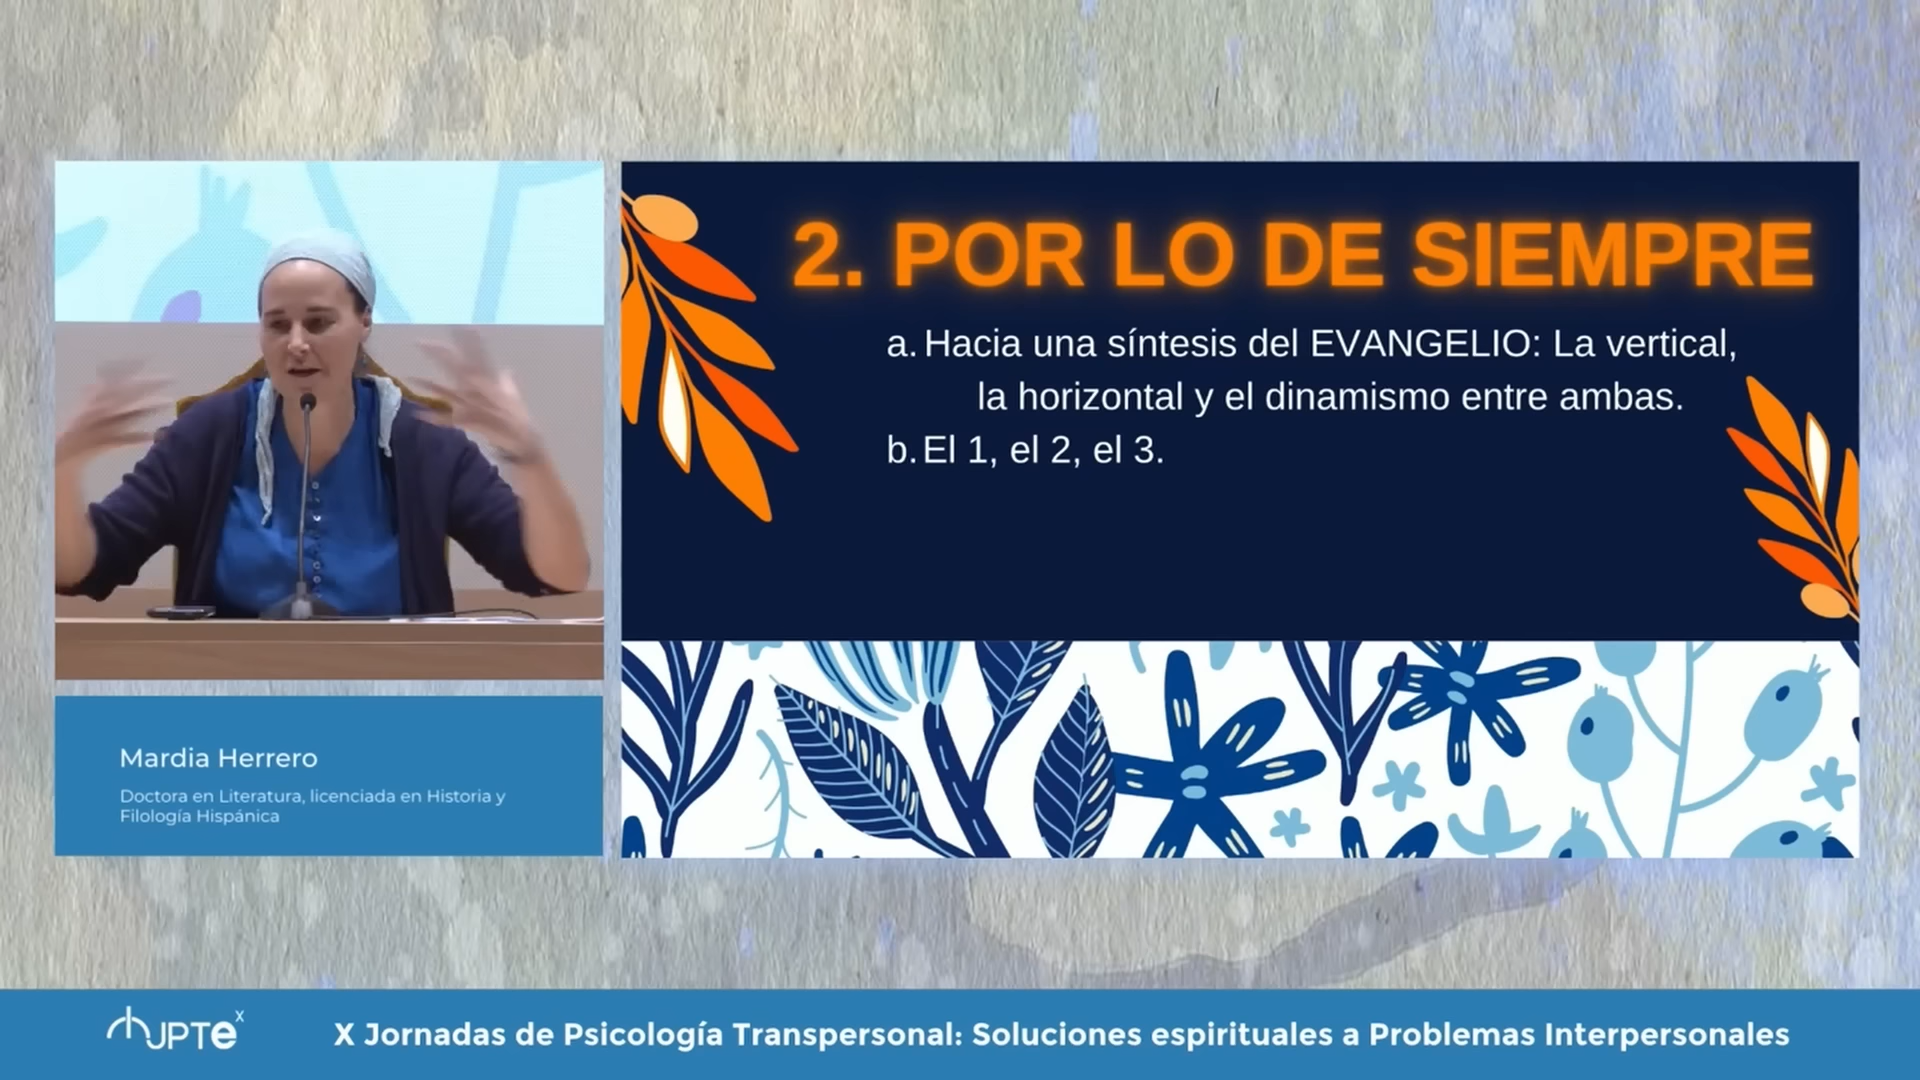 2. POR LO DE SIEMPRE
a. Hacia una síntesis del EVANGELIO: La vertical,
la horizontal y el dinamismo entre ambas.
b. El 1, el 2, el 3.
Mardia Herrero
Doctora en Literatura, licenciada en Historia y
Filología Hispánica
JPTe x
X Jornadas de Psicología Transpersonal: Soluciones espirituales a Problemas Interpersonales